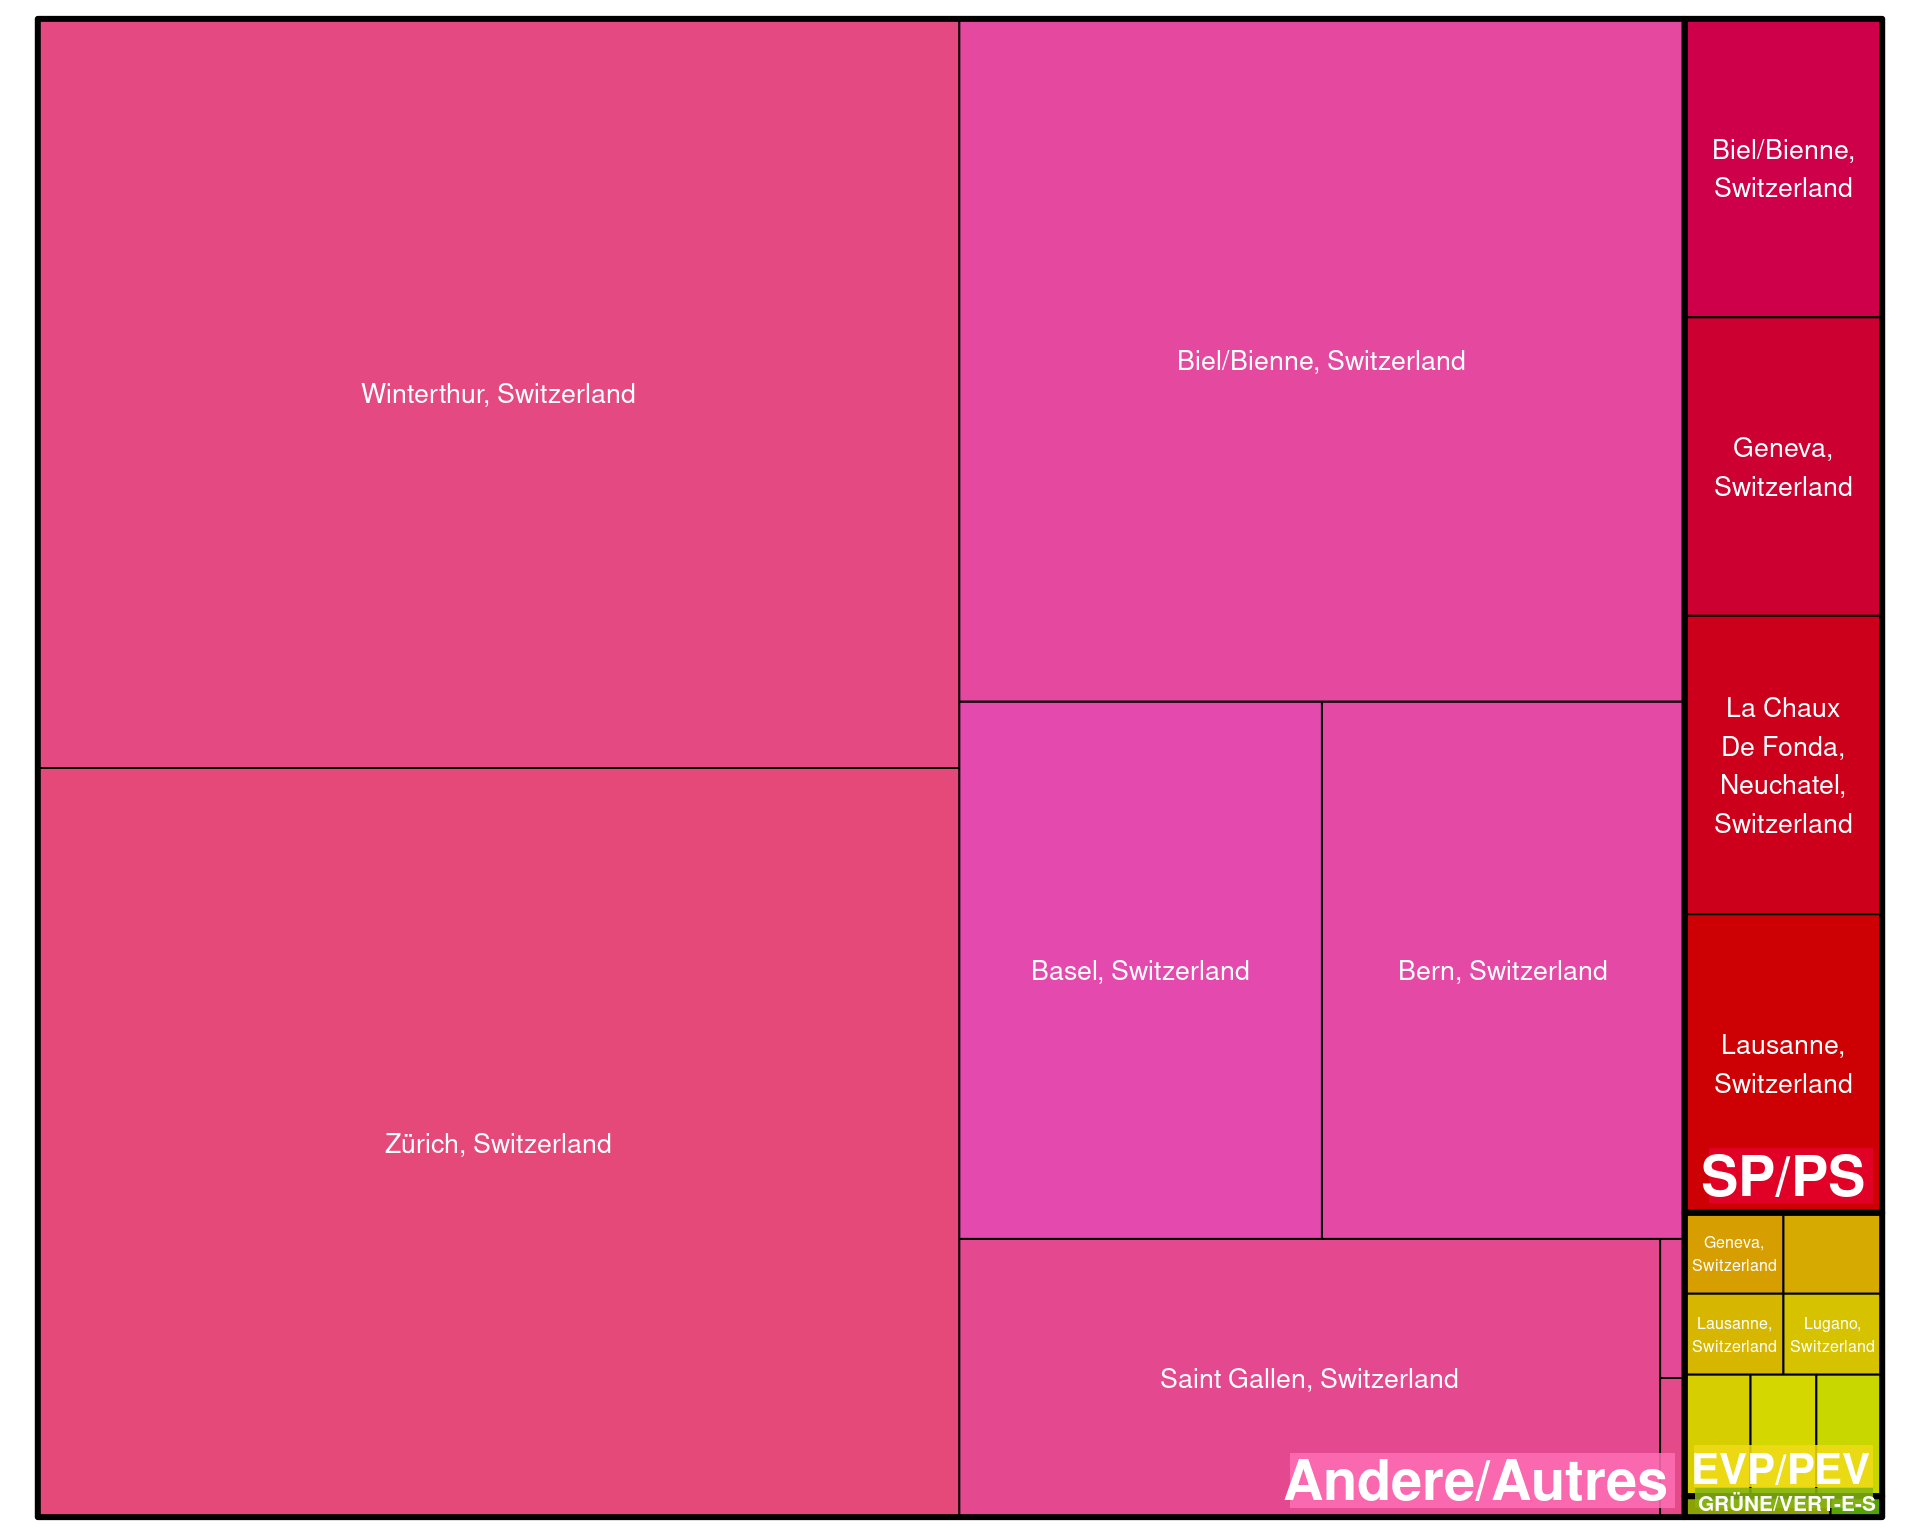 Winterthur, Switzerland
Zürich, Switzerland
Biel/Bienne, Switzerland
Basel, Switzerland
Bern, Switzerland
Saint Gallen, Switzerland
Andere/Autres
Biel/Bienne,
Switzerland
Geneva,
Switzerland
La Chaux
De Fonda,
Neuchatel,
Switzerland
Lausanne,
Switzerland
SP/PS
Geneva,
Switzerland
Lausanne,
Switzerland
Lugano,
Switzerland
EVP/PEV
GRÜNE/VERT-E-S